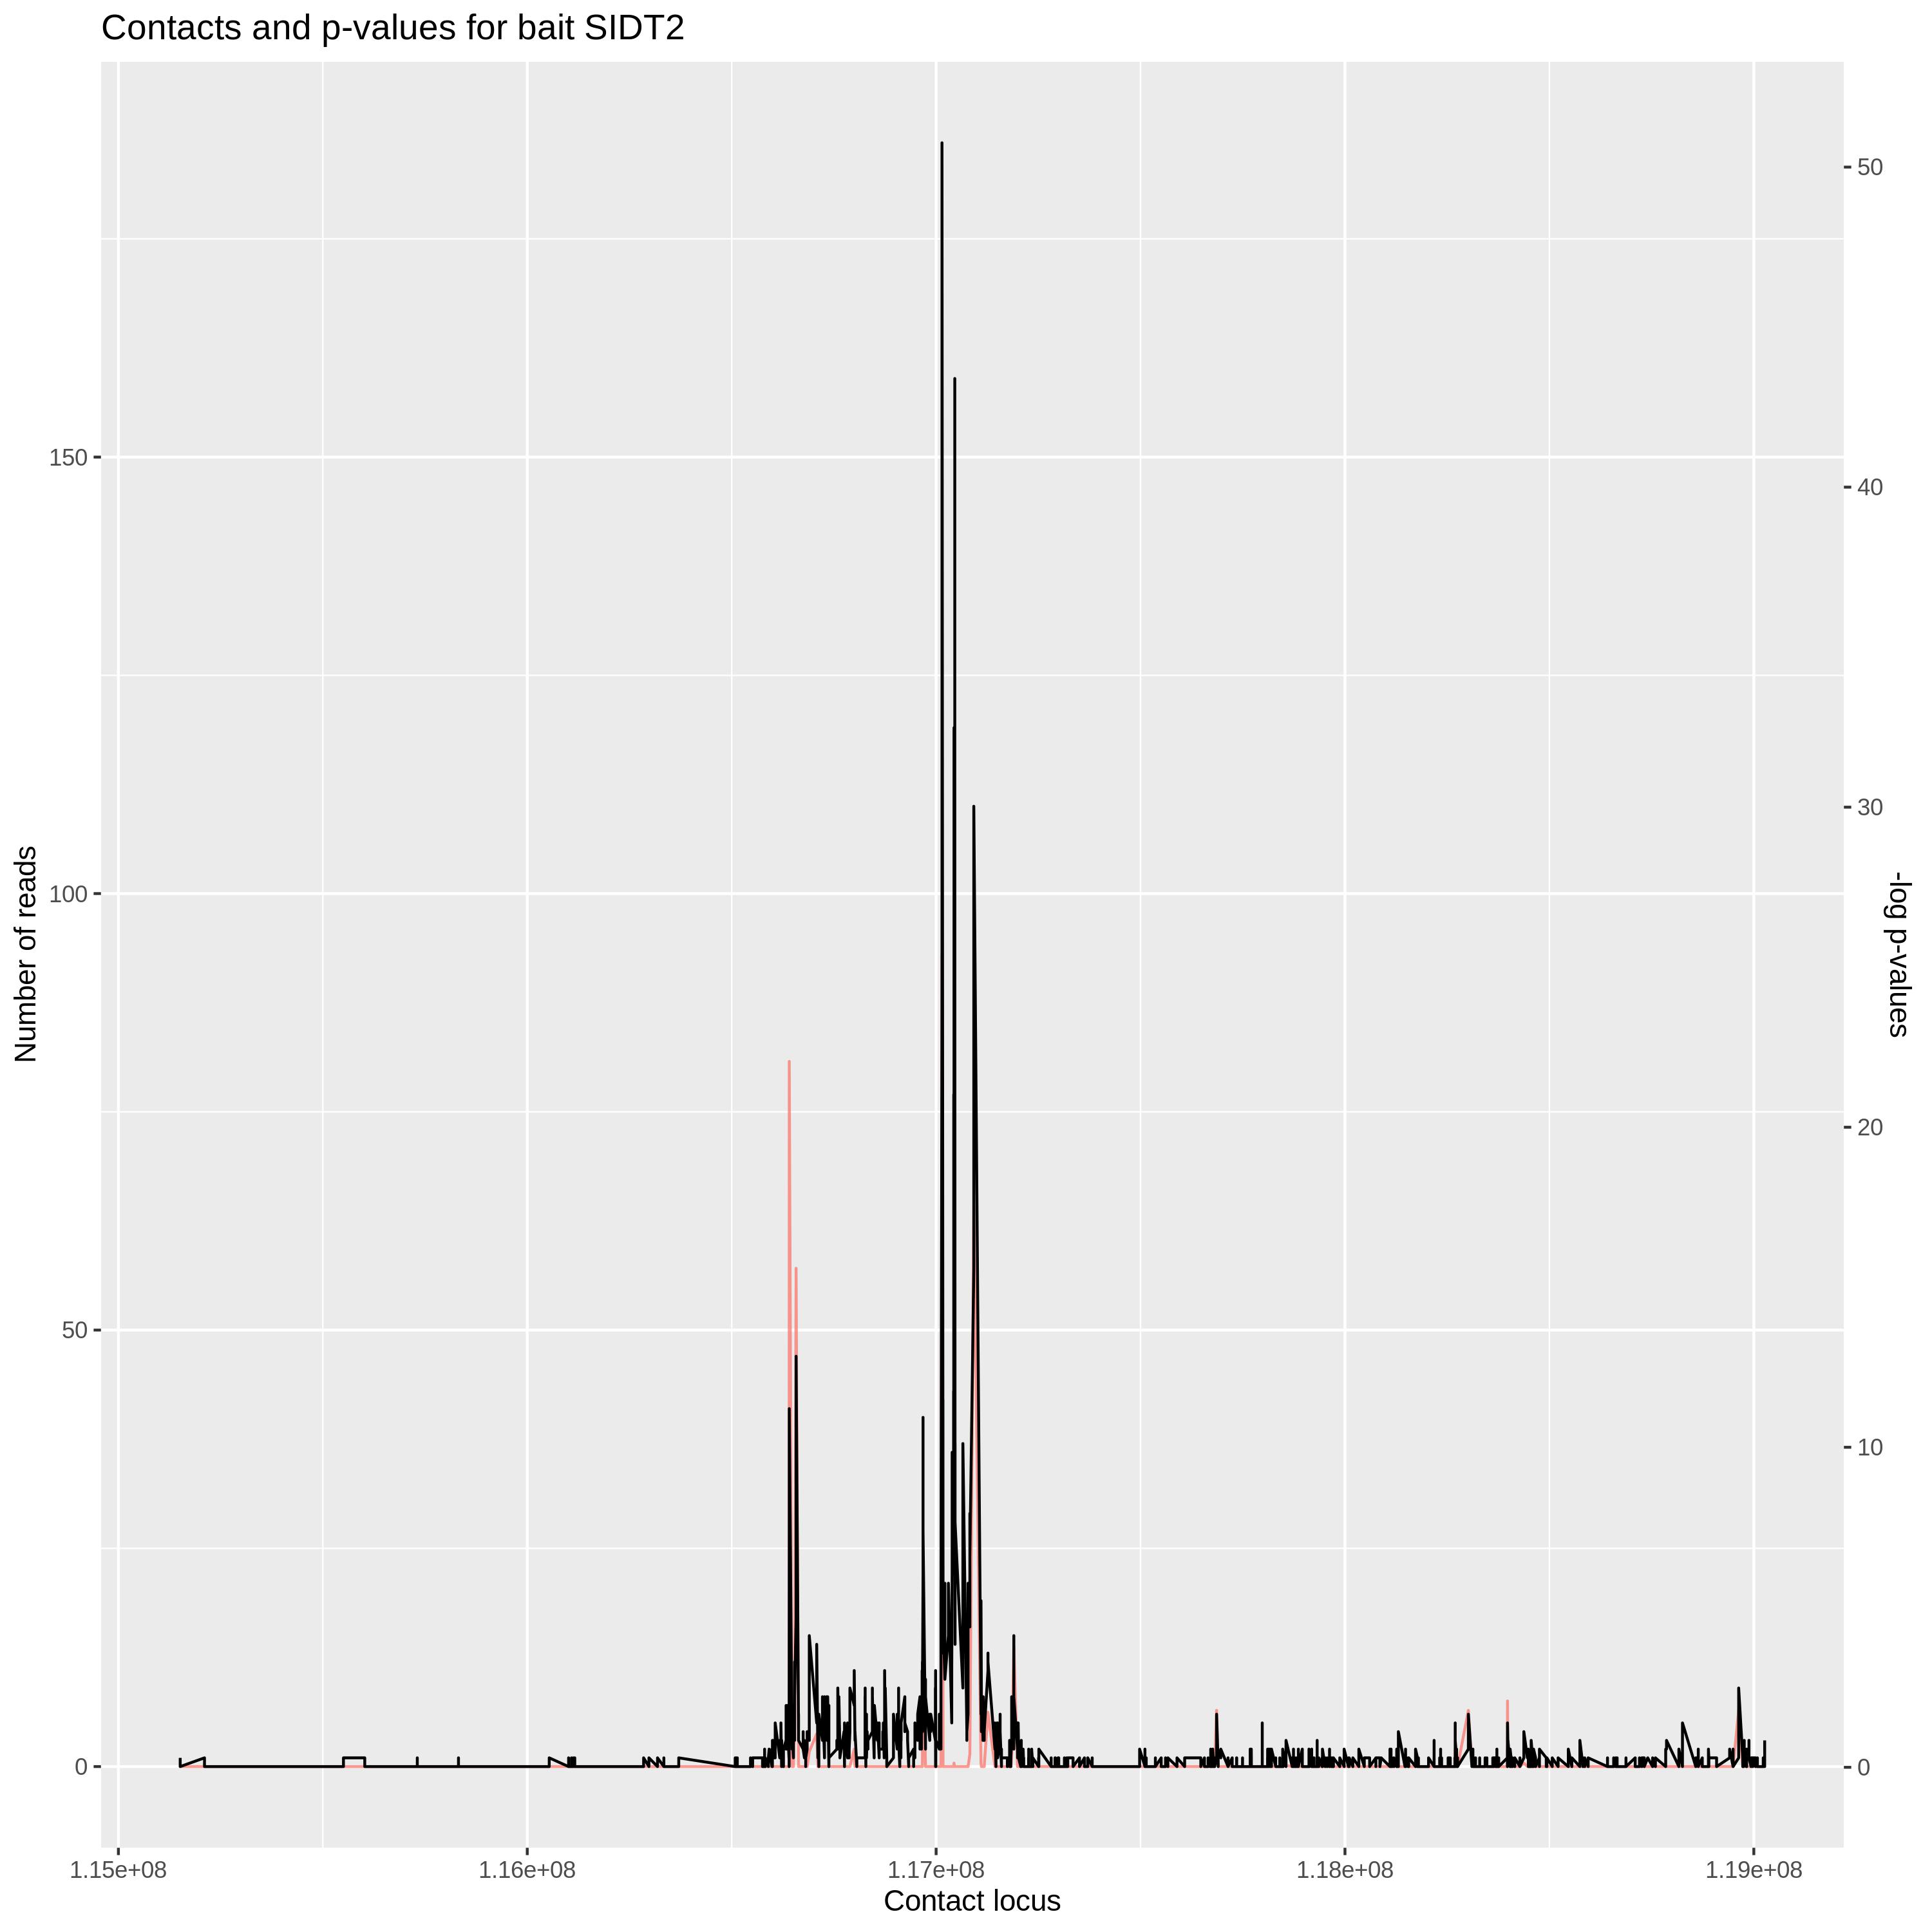 Contacts and p-values for bait SIDT2
Number of reads
150
100
50
0
50
40
30
20
10
0
-log p-values
1.15e+08
1.16e+08
1.17e+08
1.18e+08
1.19e+08
Contact locus